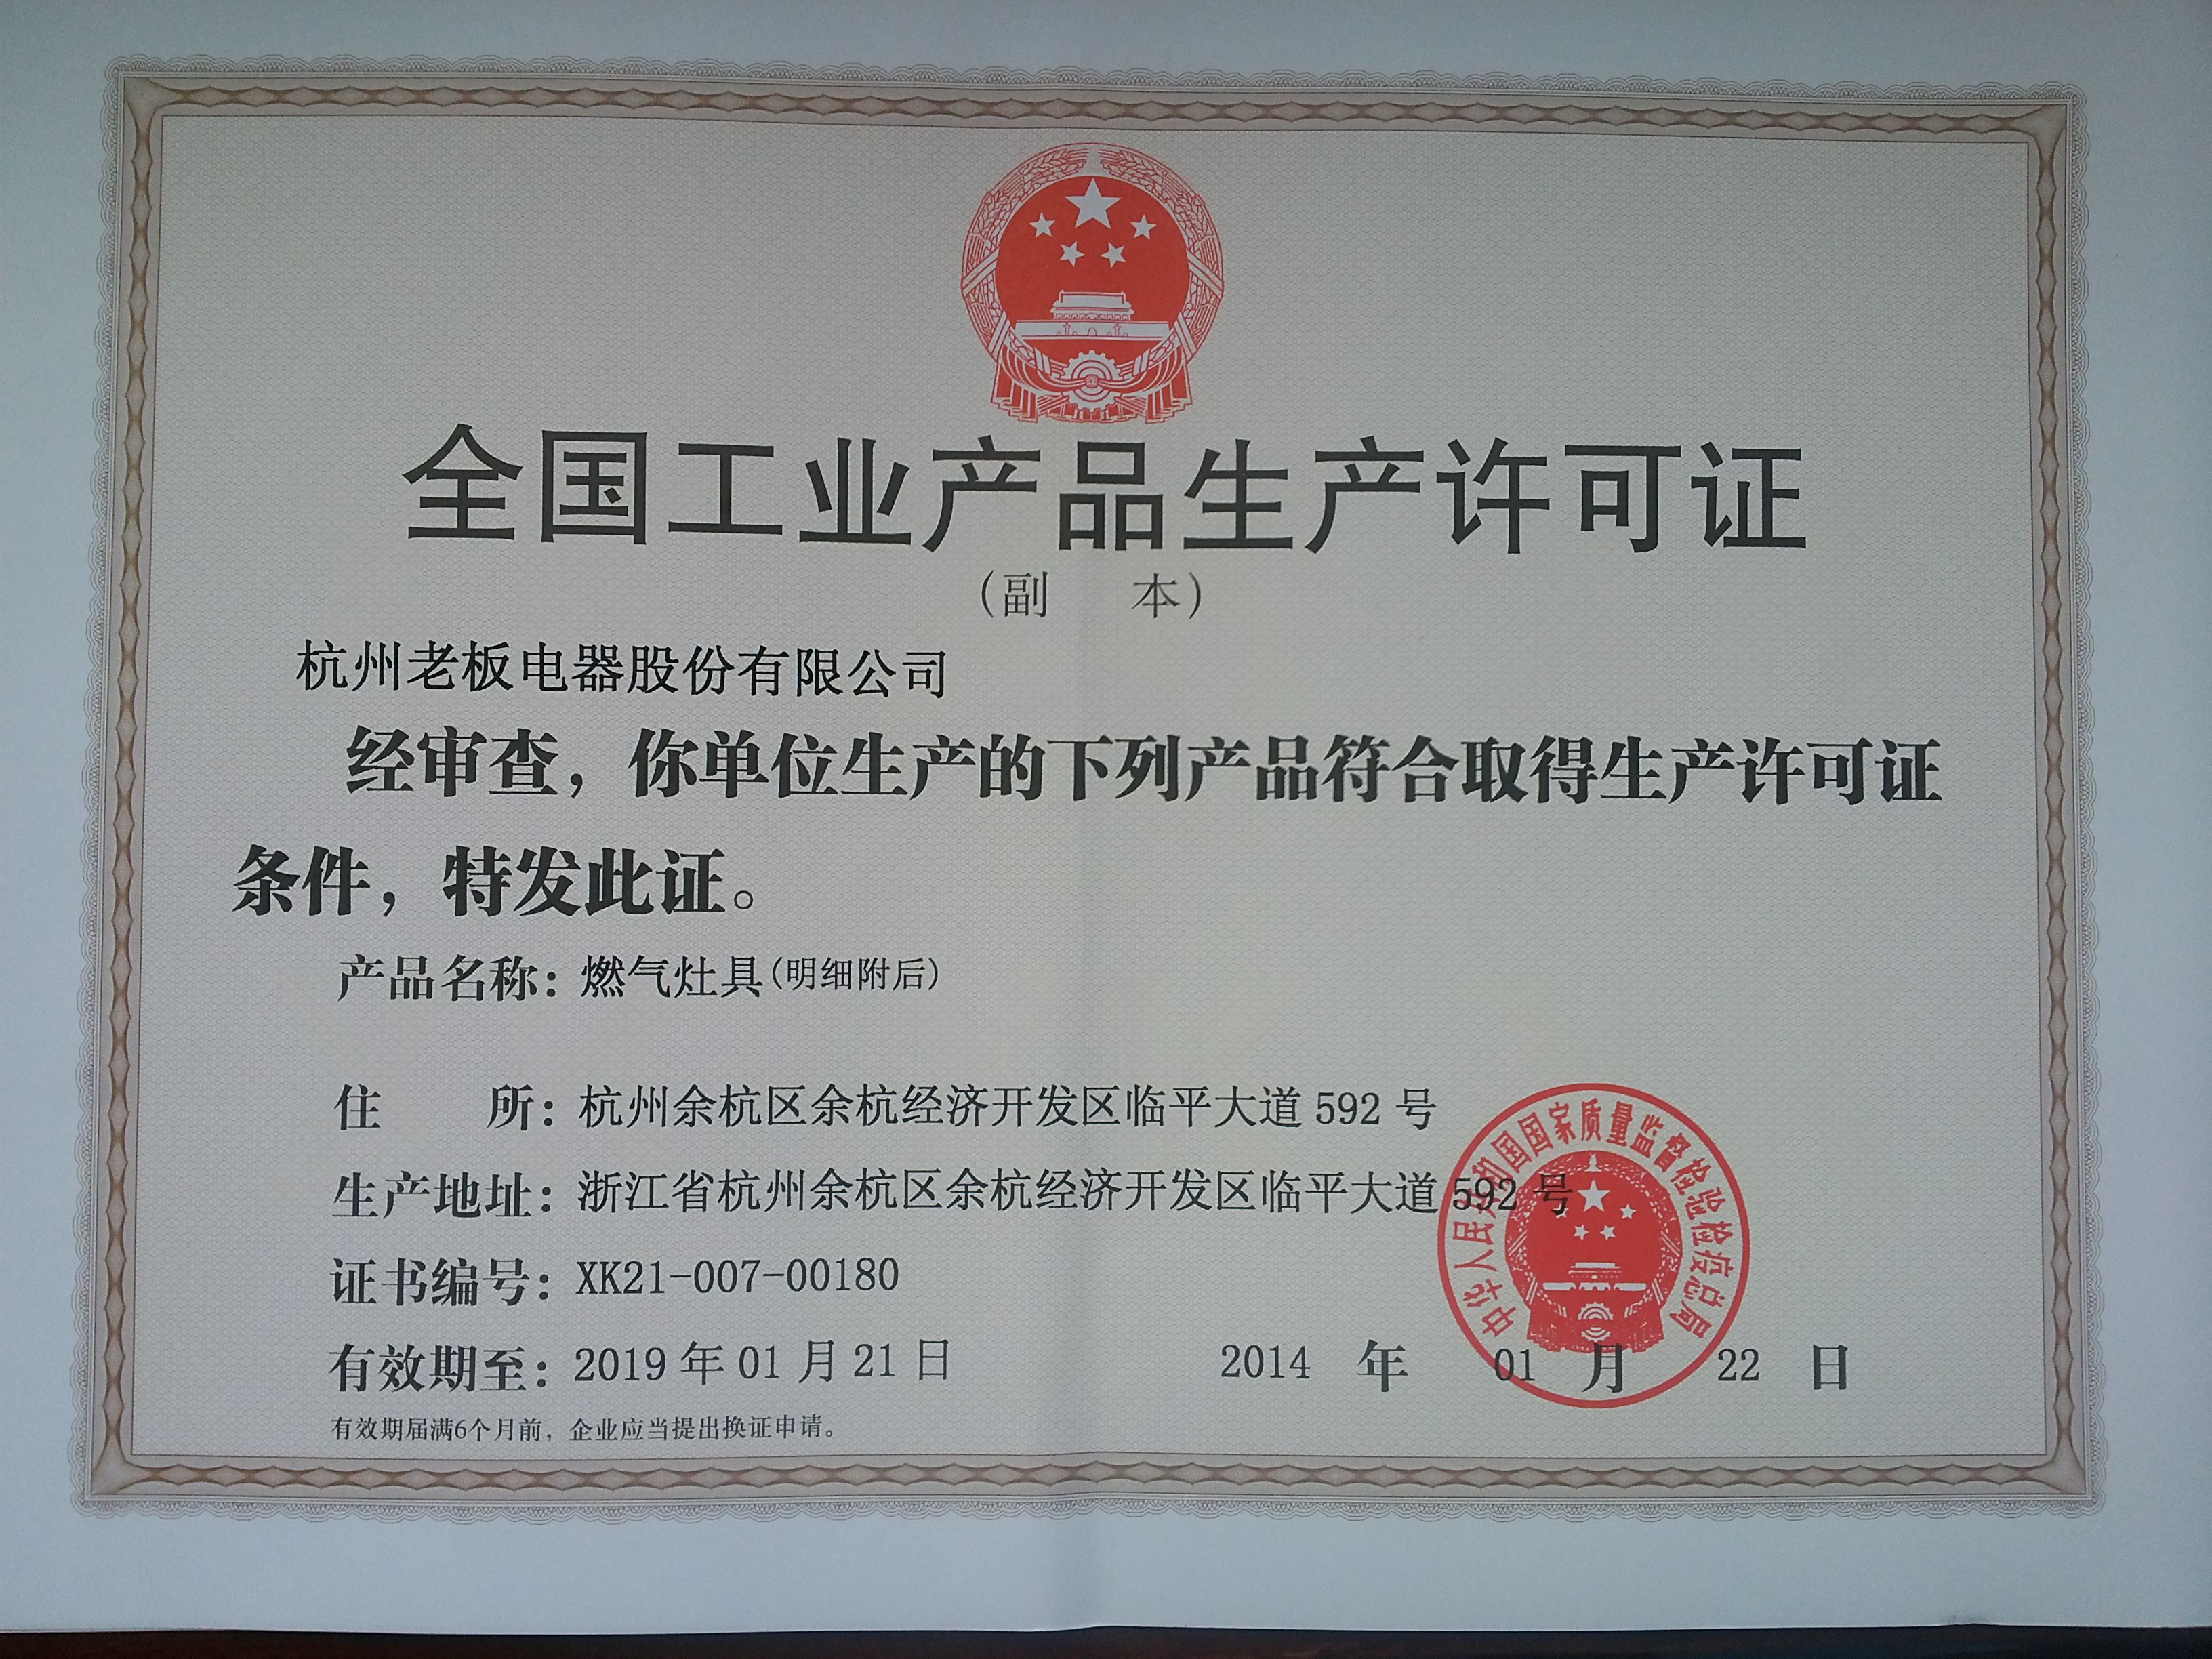 全国工业产品生产许可证
(副 本)
杭州老板电器股份有限公司
经审查，你单位生产的下列产品符合取得生产许可证
条件，特发此证。
产品名称：燃气灶具(明细附后)
住 所：杭州余杭区余杭经济开发区临平大道 592 号
生产地址：浙江省杭州余杭区余杭经济开发区临平大道 592 号
证书编号：XK21-007-00180
有效期至：2019 年 01 月 21 日
2014 年 01 月 22 日
有效期届满6个月前，企业应当提出换证申请。
中华人民共和国国家质量监督检验检疫总局